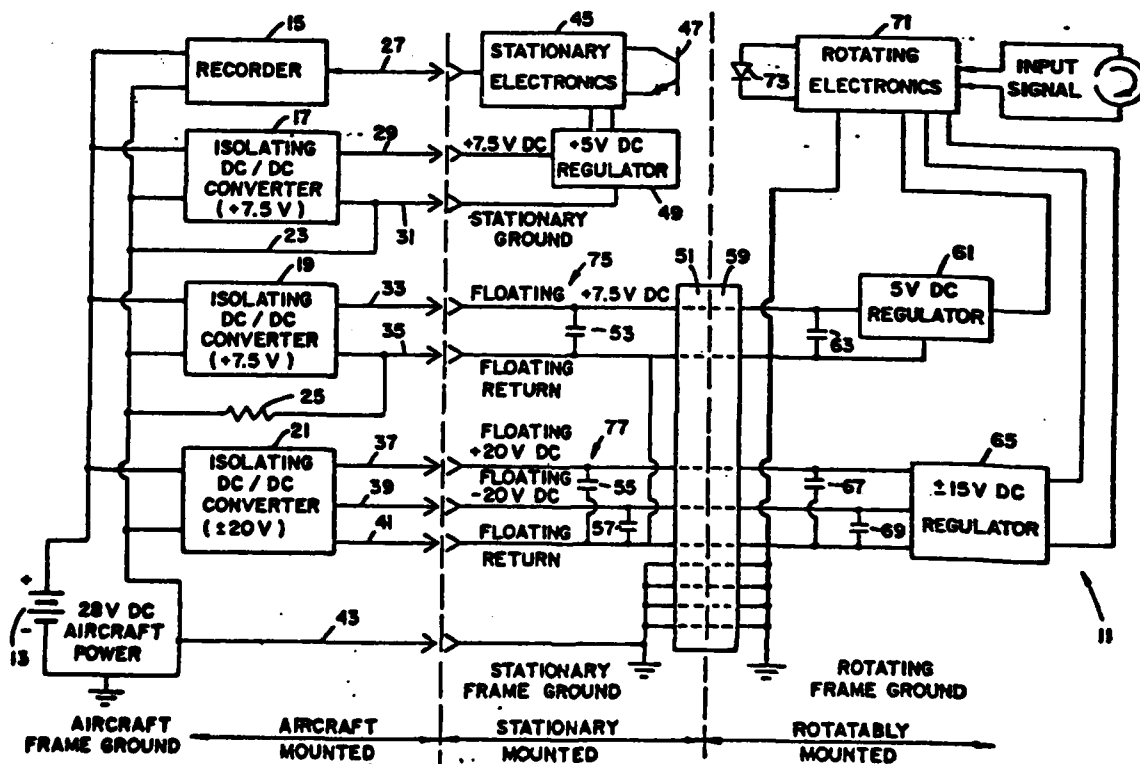 15
RECORDER
27
45
STATIONARY
ELECTRONICS
47
71
ROTATING
ELECTRONICS
73
INPUT
SIGNAL
17
ISOLATING
DC / DC
CONVERTER
(+7.5 V)
29
+7.5V DC
+5V DC
REGULATOR
49
31
STATIONARY
GROUND
23
19
ISOLATING
DC / DC
CONVERTER
(+7.5V)
33
FLOATING
75
+7.5V DC
51
59
61
5V DC
REGULATOR
35
53
63
FLOATING
RETURN
25
21
ISOLATING
DC/DC
CONVERTER
(±20V)
37
FLOATING
+20V DC
77
FLOATING
-20V DC
39
55
57
41
FLOATING
RETURN
65
±15V DC
REGULATOR
67
69
+
-
13
28V DC
AIRCRAFT
POWER
43
11
STATIONARY
FRAME GROUND
ROTATING
FRAME GROUND
AIRCRAFT
FRAME GROUND
AIRCRAFT
MOUNTED
STATIONARY
MOUNTED
ROTATABLY
MOUNTED